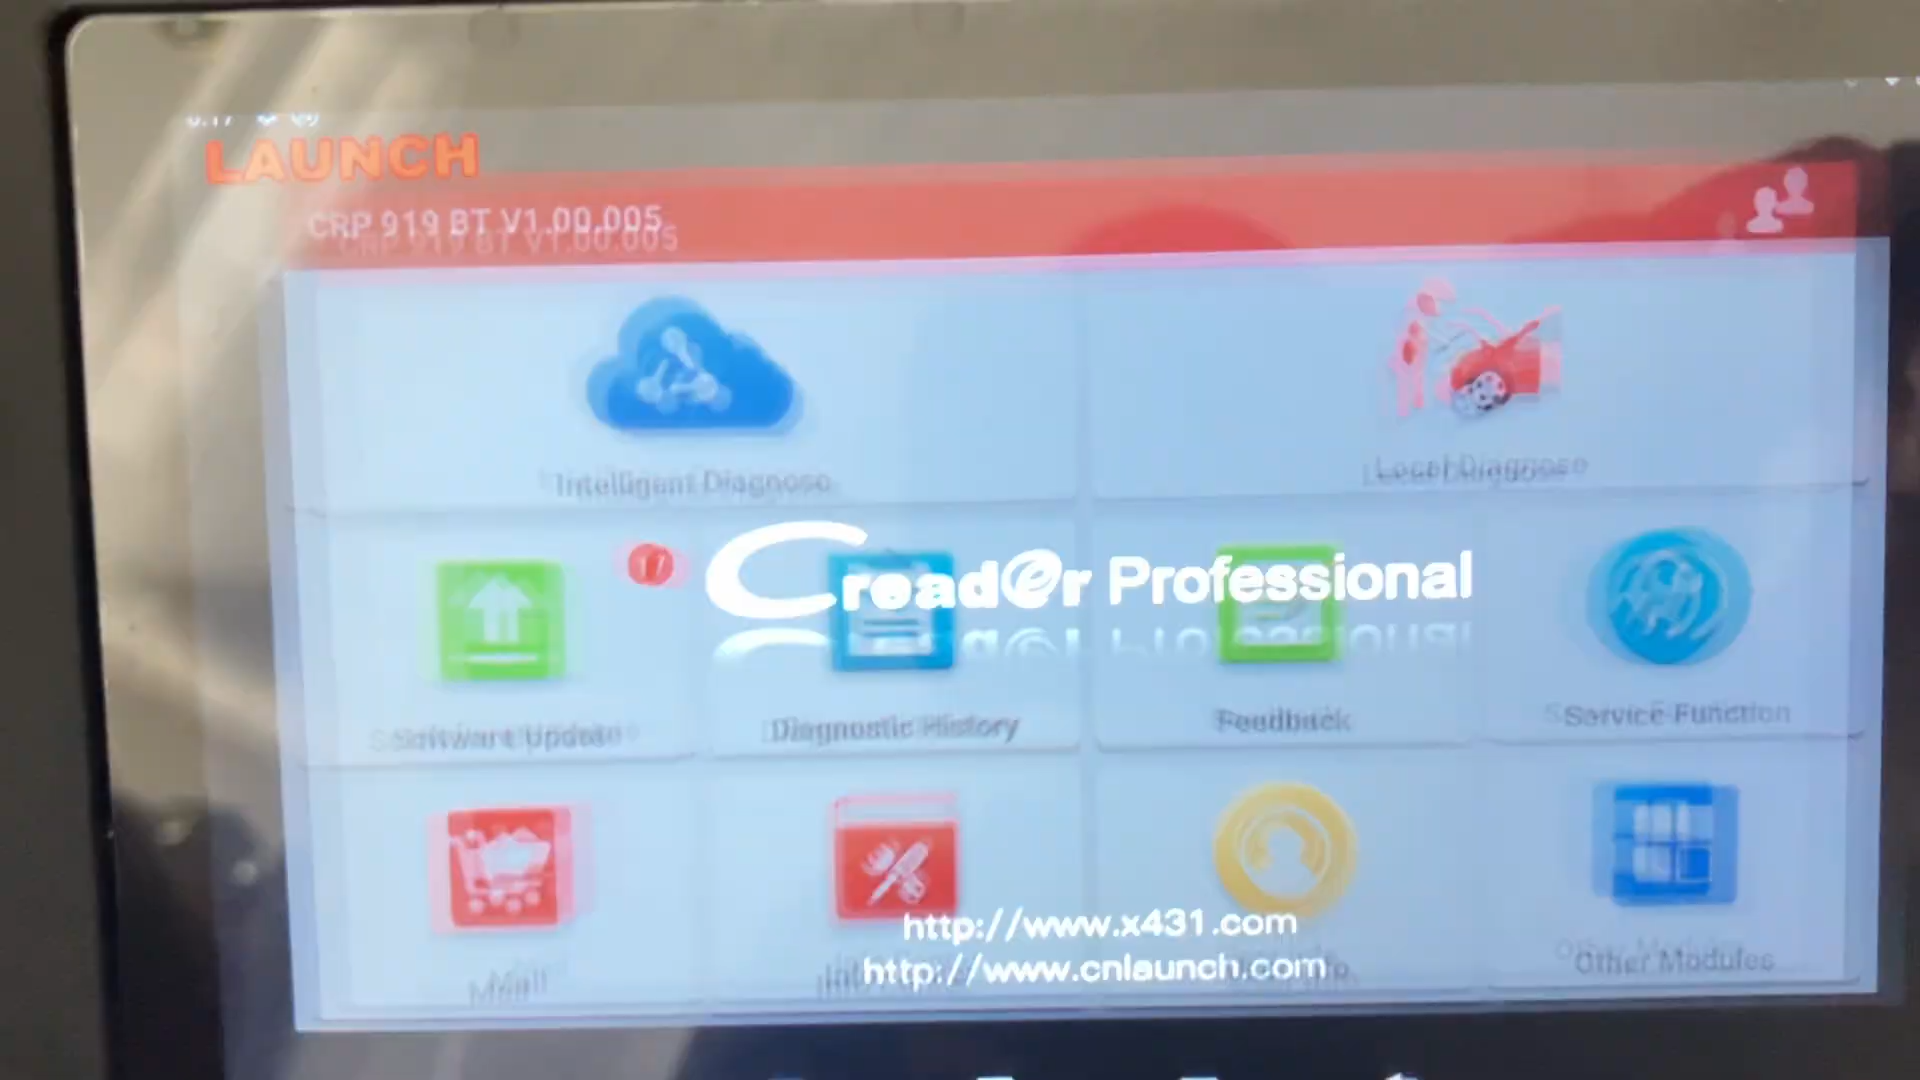 LAUNCH
CRP 919 BT V1.00.005
Intelligent Diagnose
Local Diagnose
17
Creader Professional
Software Update
Diagnostic History
Feedback
Service Function
http://www.x431.com
Mall
http://www.cnlaunch.com
Other Modules